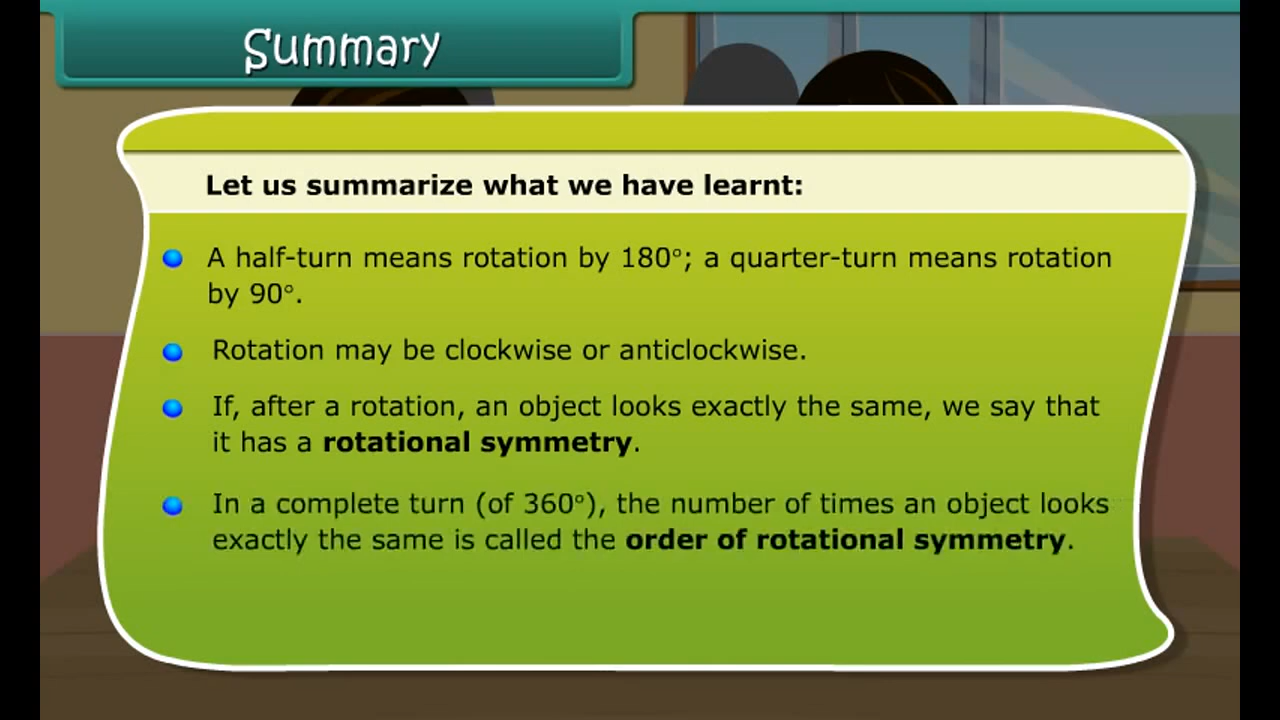 Summary
Let us summarize what we have learnt:
A half-turn means rotation by 180°; a quarter-turn means rotation
by 90°.
Rotation may be clockwise or anticlockwise.
If, after a rotation, an object looks exactly the same, we say that
it has a rotational symmetry.
In a complete turn (of 360°), the number of times an object looks
exactly the same is called the order of rotational symmetry.